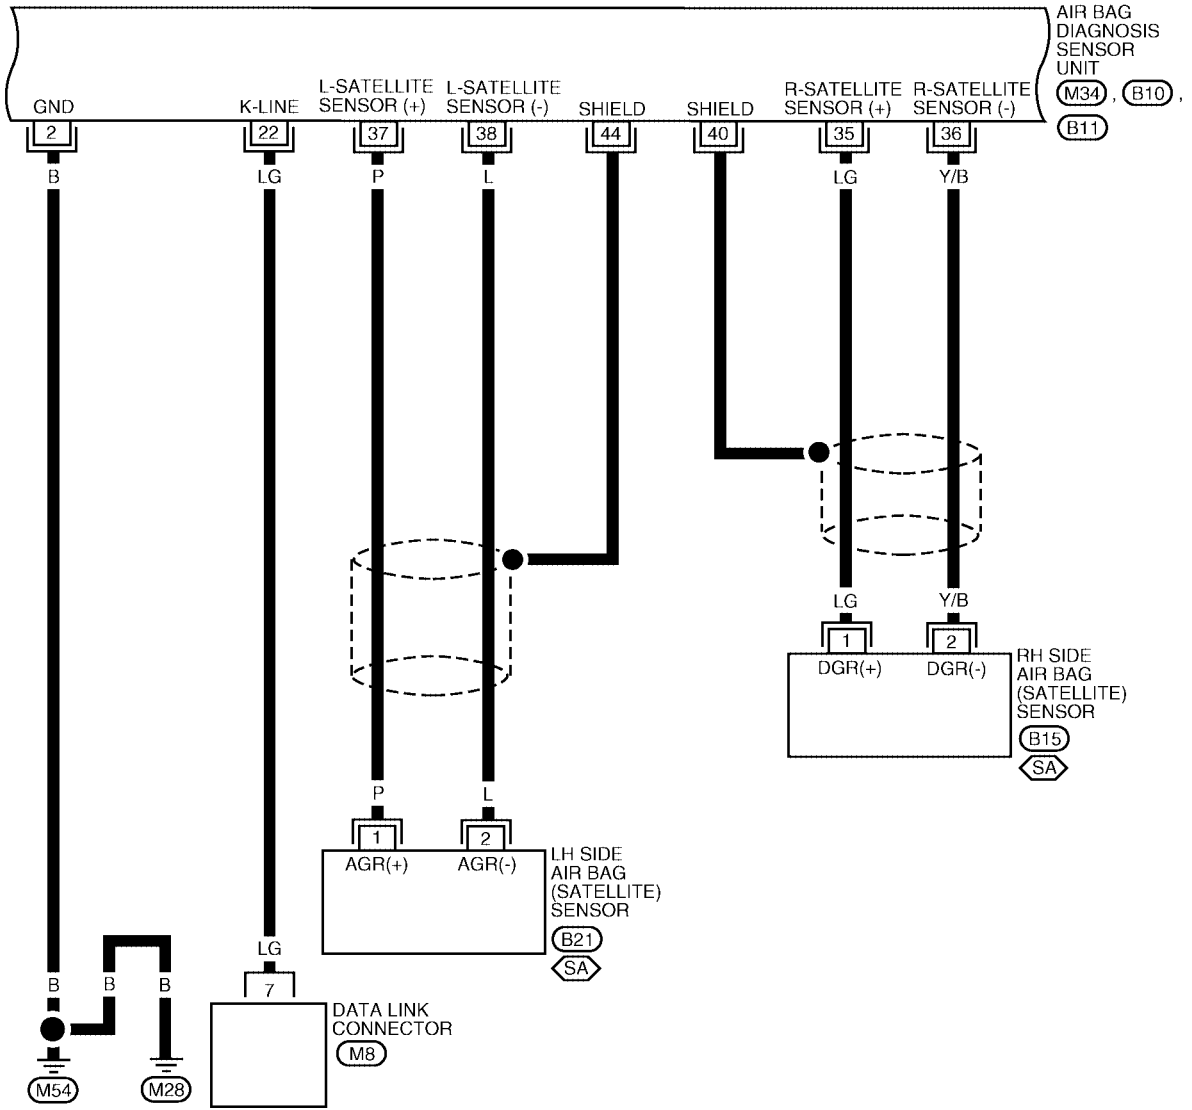 AIR BAG
DIAGNOSIS
SENSOR
UNIT
M34 , B10 ,
B11
GND
K-LINE
L-SATELLITE
SENSOR (+)
L-SATELLITE
SENSOR (-)
SHIELD
SHIELD
R-SATELLITE
SENSOR (+)
R-SATELLITE
SENSOR (-)
2 22 37 38 44 40 35 36
B LG P L LG Y/B
LG Y/B
1 2
DGR(+) DGR(-)
RH SIDE
AIR BAG
(SATELLITE)
SENSOR
B15
SA
P L
1 2
AGR(+) AGR(-)
LH SIDE
AIR BAG
(SATELLITE)
SENSOR
B21
SA
LG
B B B
7
DATA LINK
CONNECTOR
M8
M54 M28